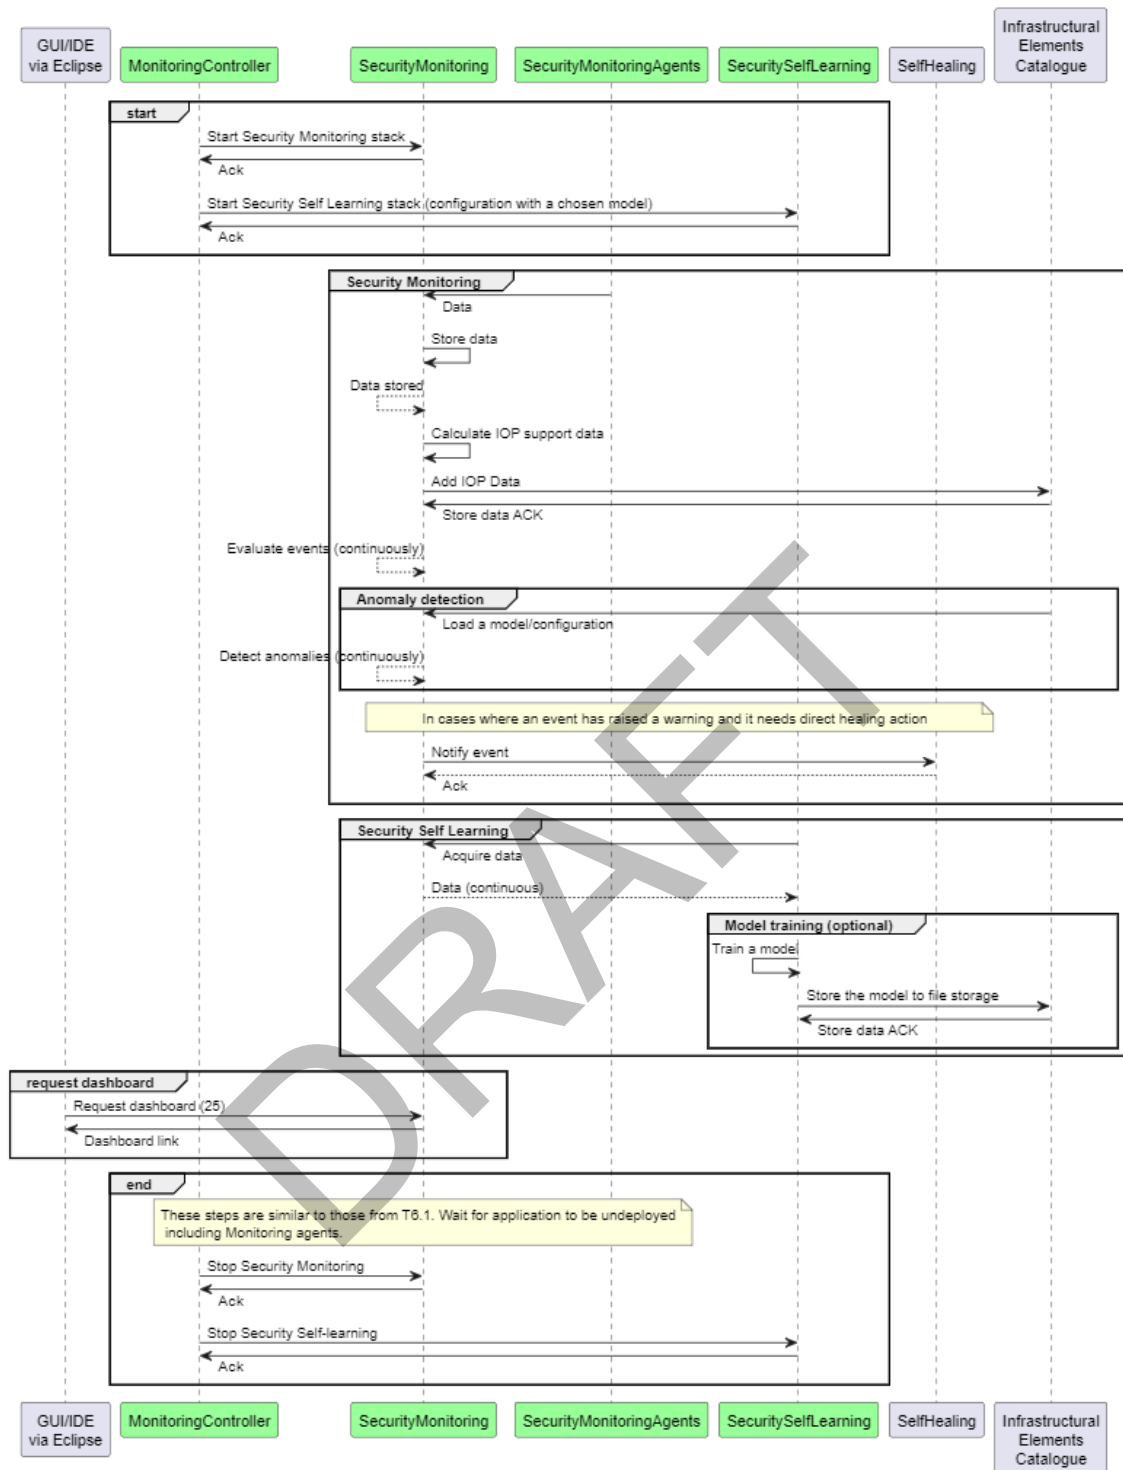 GUI/IDE
via Eclipse
MonitoringController
SecurityMonitoring
SecurityMonitoringAgents
SecuritySelfLearning
SelfHealing
Infrastructural
Elements
Catalogue
start
Start Security Monitoring stack
Ack
Start Security Self Learning stack (configuration with a chosen model)
Ack
Security Monitoring
Data
Store data
Data stored
Calculate IOP support data
Add IOP Data
Store data ACK
Evaluate events (continuously)
Anomaly detection
Load a model/configuration
Detect anomalies (continuously)
In cases where an event has raised a warning and it needs direct healing action
Notify event
Ack
Security Self Learning
Acquire data
Data (continuous)
Model training (optional)
Train a model
Store the model to file storage
Store data ACK
request dashboard
Request dashboard (25)
Dashboard link
end
These steps are similar to those from T6.1. Wait for application to be undeployed
including Monitoring agents.
Stop Security Monitoring
Ack
Stop Security Self-learning
Ack
GUI/IDE
via Eclipse
MonitoringController
SecurityMonitoring
SecurityMonitoringAgents
SecuritySelfLearning
SelfHealing
Infrastructural
Elements
Catalogue
DRAFT